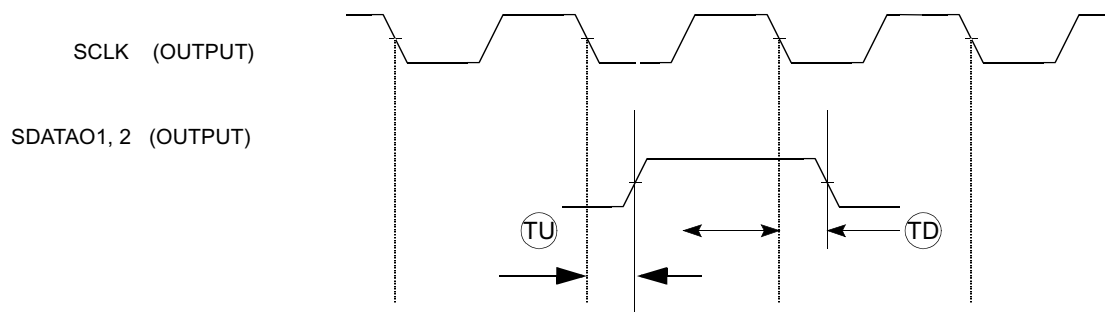 SCLK (OUTPUT)
SDATAO1, 2 (OUTPUT)
TU
TD